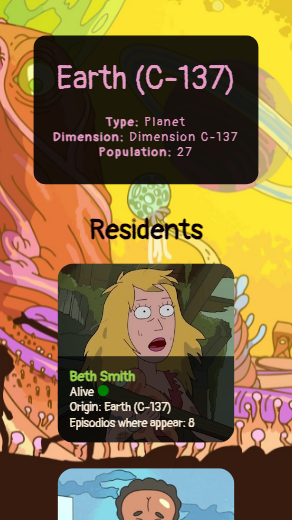 Earth (C-137)
Type: Planet
Dimension: Dimension C-137
Population: 27
Residents
Beth Smith
Alive
Origin: Earth (C-137)
Episodios where appear: 8